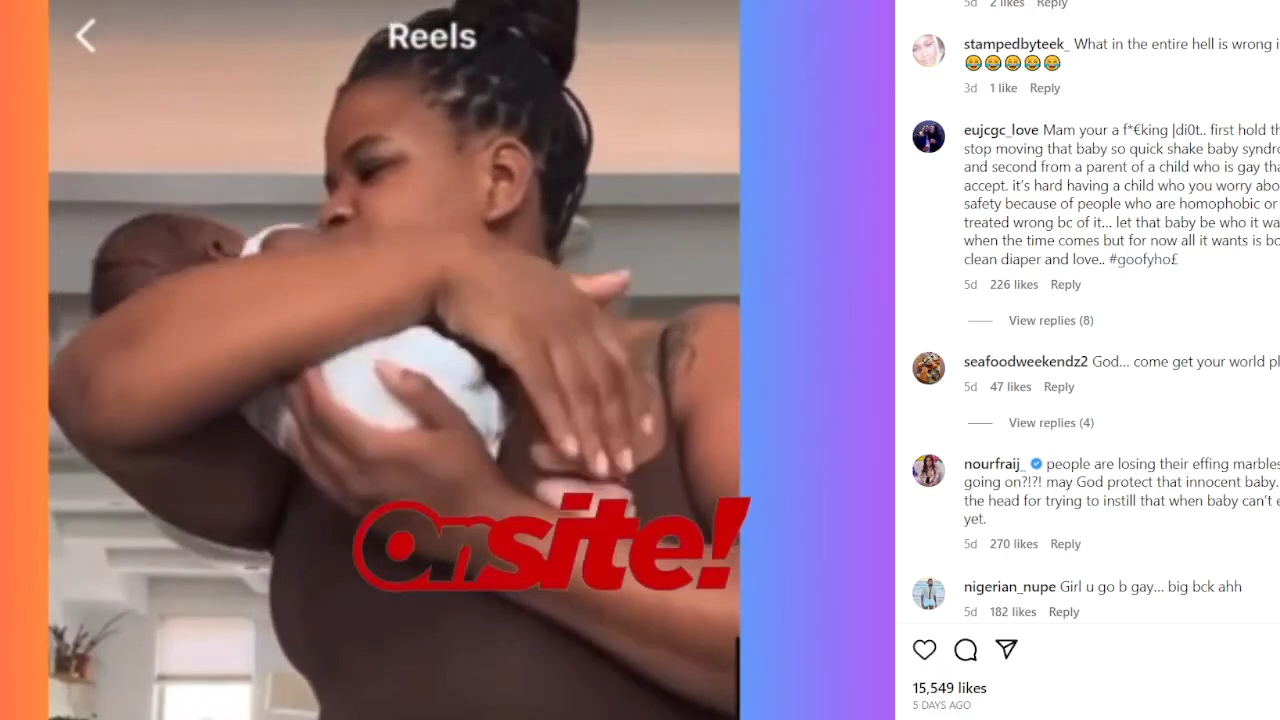 Reels
Onsite!
5d 2 likes Reply
stampedbyteek_ What in the entire hell is wrong i
😂😂😂😂😂
3d 1 like Reply
eujcgc_love Mam your a f*€king |di0t.. first hold th
stop moving that baby so quick shake baby syndro
and second from a parent of a child who is gay tha
accept. it’s hard having a child who you worry abo
safety because of people who are homophobic or
treated wrong bc of it... let that baby be who it wa
when the time comes but for now all it wants is bo
clean diaper and love.. #goofyho£
5d 226 likes Reply
View replies (8)
seafoodweekendz2 God... come get your world pl
5d 47 likes Reply
View replies (4)
nourfraij_ people are losing their effing marbles
going on?!?! may God protect that innocent baby.
the head for trying to instill that when baby can’t e
yet.
5d 270 likes Reply
nigerian_nupe Girl u go b gay... big bck ahh
5d 182 likes Reply
15,549 likes
5 DAYS AGO